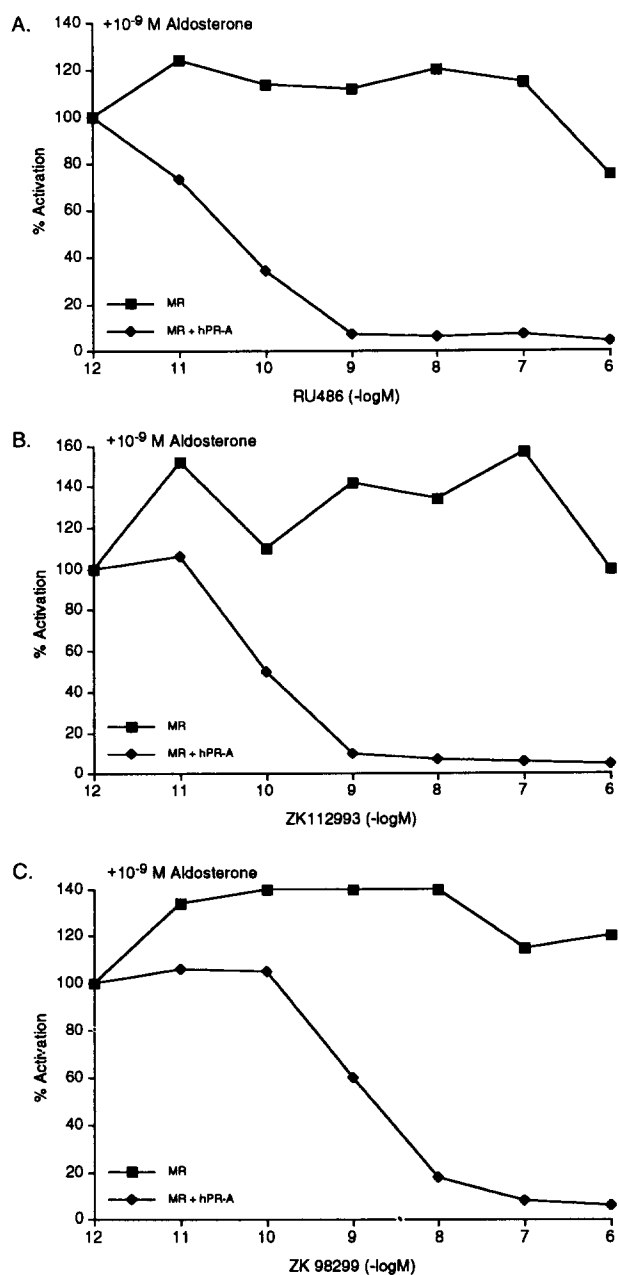 A.
+10-9 M Aldosterone
140
120
100
80
60
40
20
0
% Activation
MR
MR + hPR-A
12 11 10 9 8 7 6
RU486 (-logM)
B.
+10-9 M Aldosterone
160
140
120
100
80
60
40
20
0
% Activation
MR
MR + hPR-A
12 11 10 9 8 7 6
ZK112993 (-logM)
C.
+10-9 M Aldosterone
140
120
100
80
60
40
20
0
% Activation
MR
MR + hPR-A
12 11 10 9 8 7 6
ZK 98299 (-logM)